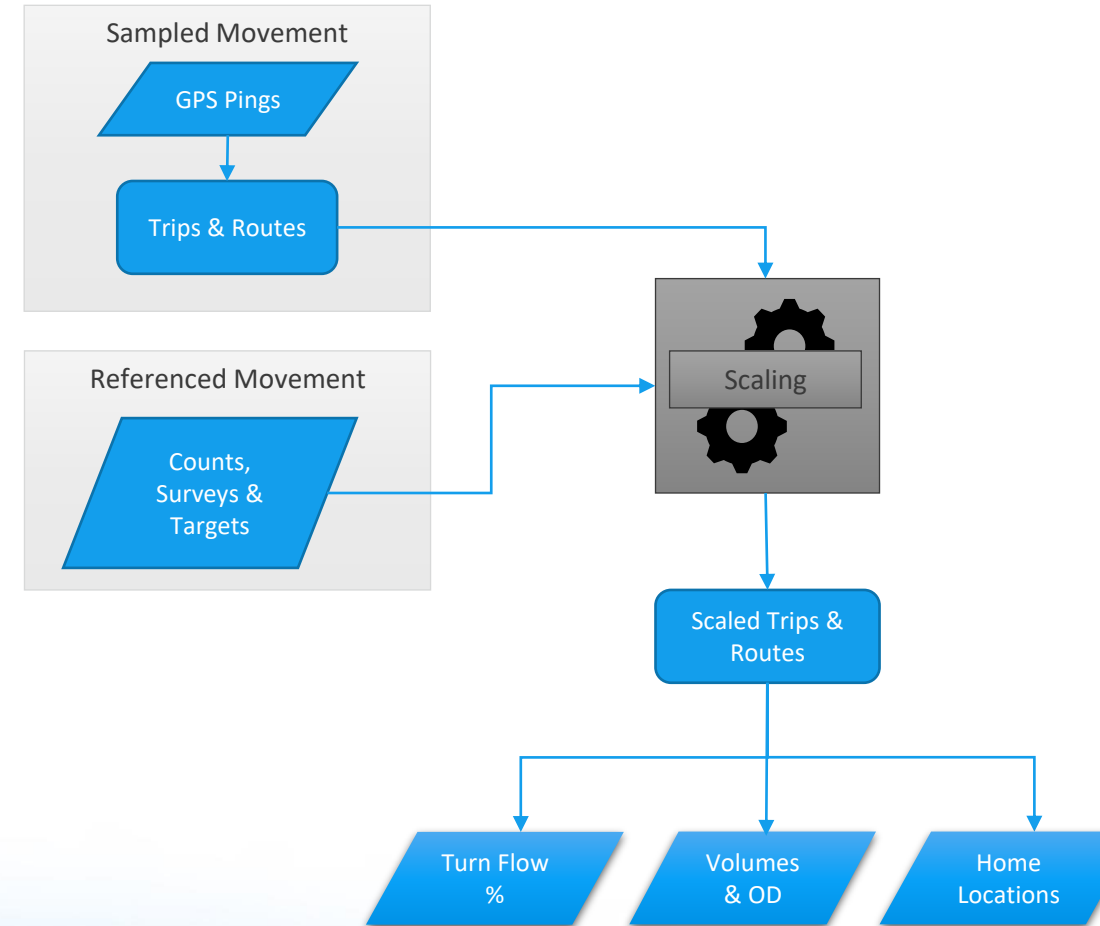 Sampled Movement
GPS Pings
Trips & Routes
Referenced Movement
Counts,
Surveys &
Targets
Scaling
Scaled Trips &
Routes
Turn Flow
%
Volumes
& OD
Home
Locations